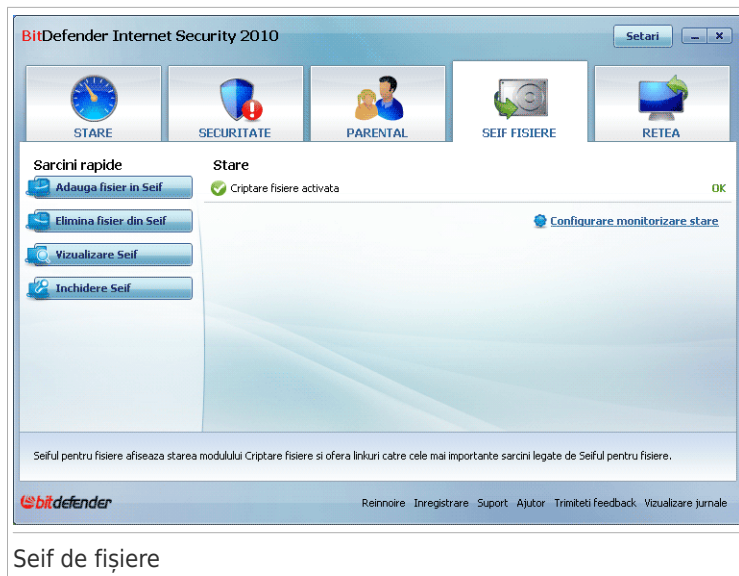 BitDefender Internet Security 2010
Setari
STARE
SECURITATE
PARENTAL
SEIF FISIERE
RETEA
Sarcini rapide
Adauga fisier in Seif
Elimina fisier din Seif
Vizualizare Seif
Inchidere Seif
Stare
Criptare fisiere activata
OK
Configurare monitorizare stare
Seiful pentru fisiere afiseaza starea modulului Criptare fisiere si ofera linkuri catre cele mai importante sarcini legate de Seiful pentru fisiere.
bitdefender
Reinnoire Inregistrare Suport Ajutor Trimiteti feedback Vizualizare jurnale
Seif de fișiere